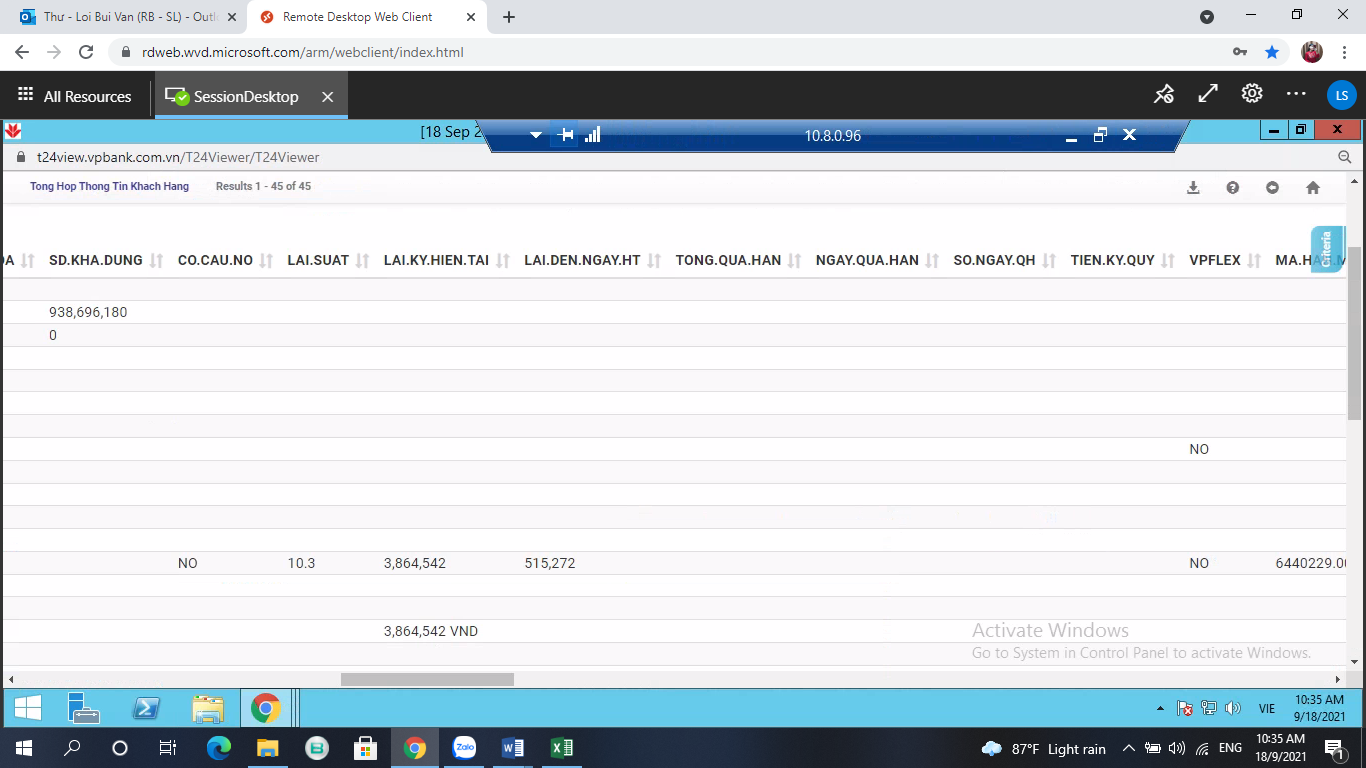 Thư - Loi Bui Van (RB - SL) - Outl
Remote Desktop Web Client
rdweb.wvd.microsoft.com/arm/webclient/index.html
All Resources
SessionDesktop
LS
[18 Sep 2
10.8.0.96
t24view.vpbank.com.vn/T24Viewer/T24Viewer
Tong Hop Thong Tin Khach Hang Results 1 - 45 of 45
Criteria
SD.KHA.DUNG CO.CAU.NO LAI.SUAT LAI.KY.HIEN.TAI LAI.DEN.NGAY.HT TONG.QUA.HAN NGAY.QUA.HAN SO.NGAY.QH TIEN.KY.QUY VPFLEX
938,696,180
0
NO
NO 10.3 3,864,542 515,272 NO 6440229.0
3,864,542 VND
Activate Windows
Go to System in Control Panel to activate Windows.
VIE
10:35 AM
9/18/2021
Zalo
87°F Light rain
ENG
10:35 AM
18/9/2021
1